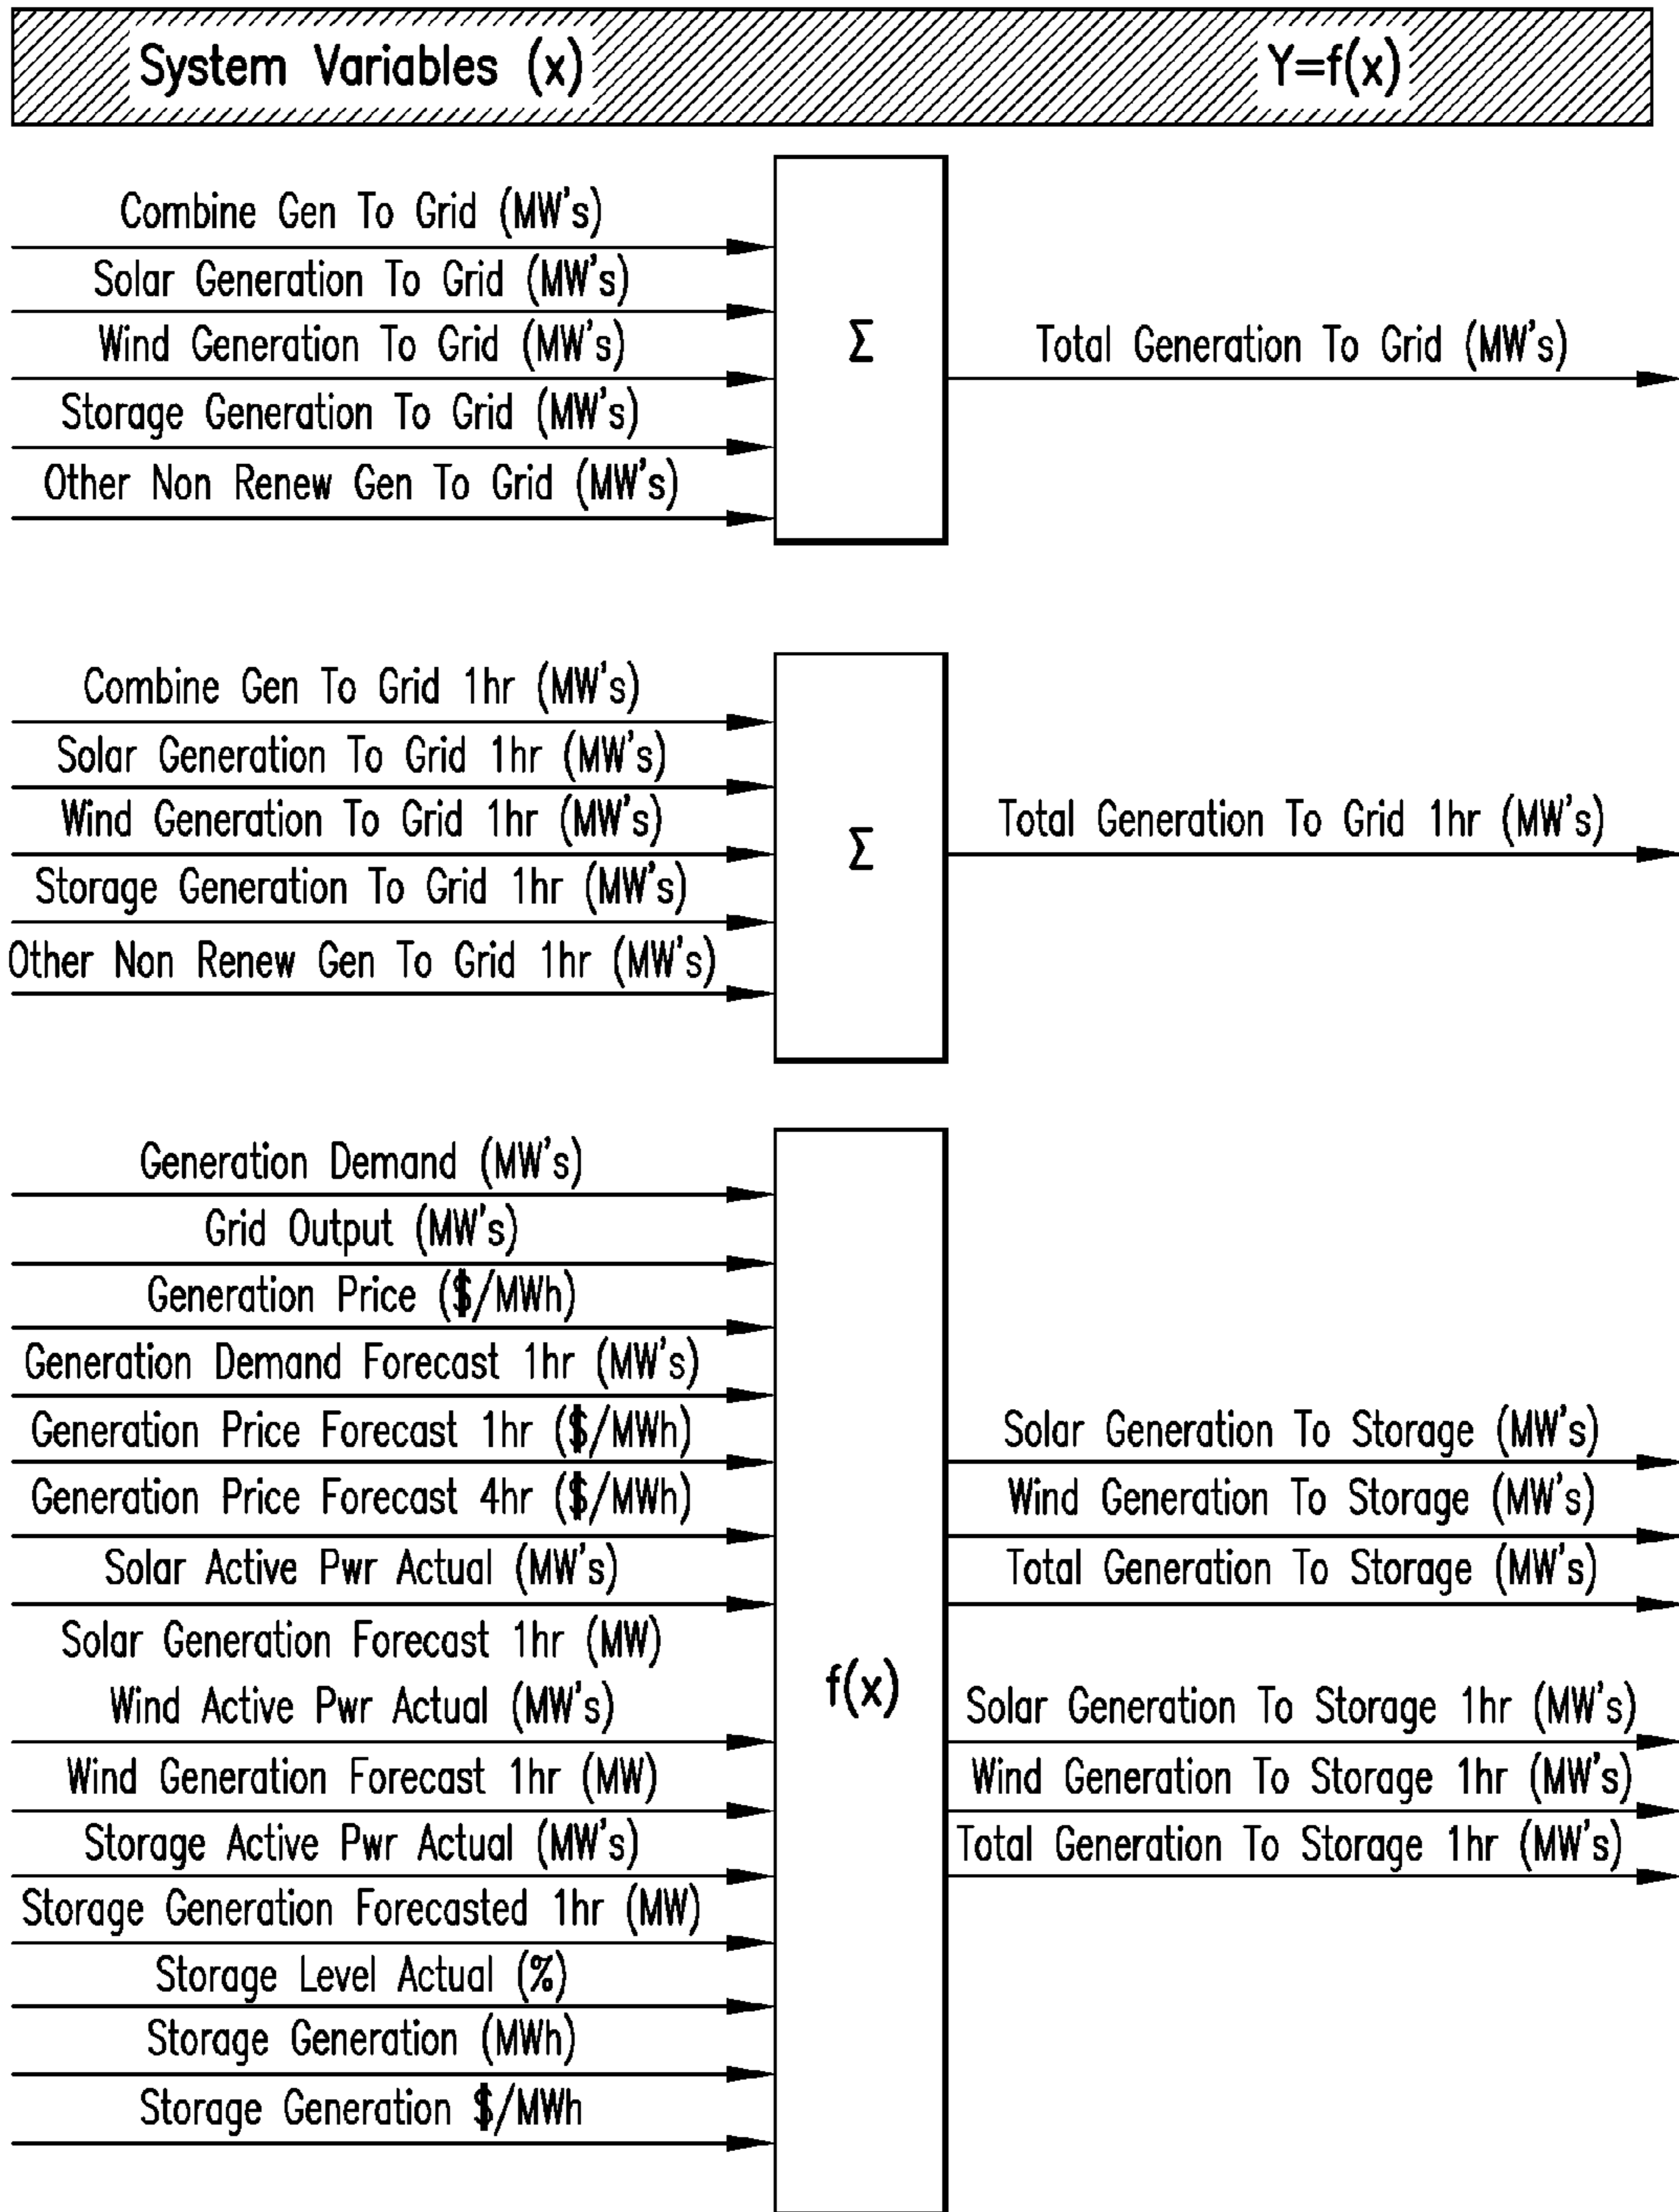 System Variables (x)
Y=f(x)
Combine Gen To Grid (MW's)
Solar Generation To Grid (MW's)
Wind Generation To Grid (MW's)
Storage Generation To Grid (MW's)
Other Non Renew Gen To Grid (MW's)
Σ
Total Generation To Grid (MW's)
Combine Gen To Grid 1hr (MW's)
Solar Generation To Grid 1hr (MW's)
Wind Generation To Grid 1hr (MW's)
Storage Generation To Grid 1hr (MW's)
Other Non Renew Gen To Grid 1hr (MW's)
Σ
Total Generation To Grid 1hr (MW's)
Generation Demand (MW's)
Grid Output (MW's)
Generation Price ($/MWh)
Generation Demand Forecast 1hr (MW's)
Generation Price Forecast 1hr ($/MWh)
Generation Price Forecast 4hr ($/MWh)
Solar Active Pwr Actual (MW's)
Solar Generation Forecast 1hr (MW)
Wind Active Pwr Actual (MW's)
Wind Generation Forecast 1hr (MW)
Storage Active Pwr Actual (MW's)
Storage Generation Forecasted 1hr (MW)
Storage Level Actual (%)
Storage Generation (MWh)
Storage Generation $/MWh
f(x)
Solar Generation To Storage (MW's)
Wind Generation To Storage (MW's)
Total Generation To Storage (MW's)
Solar Generation To Storage 1hr (MW's)
Wind Generation To Storage 1hr (MW's)
Total Generation To Storage 1hr (MW's)